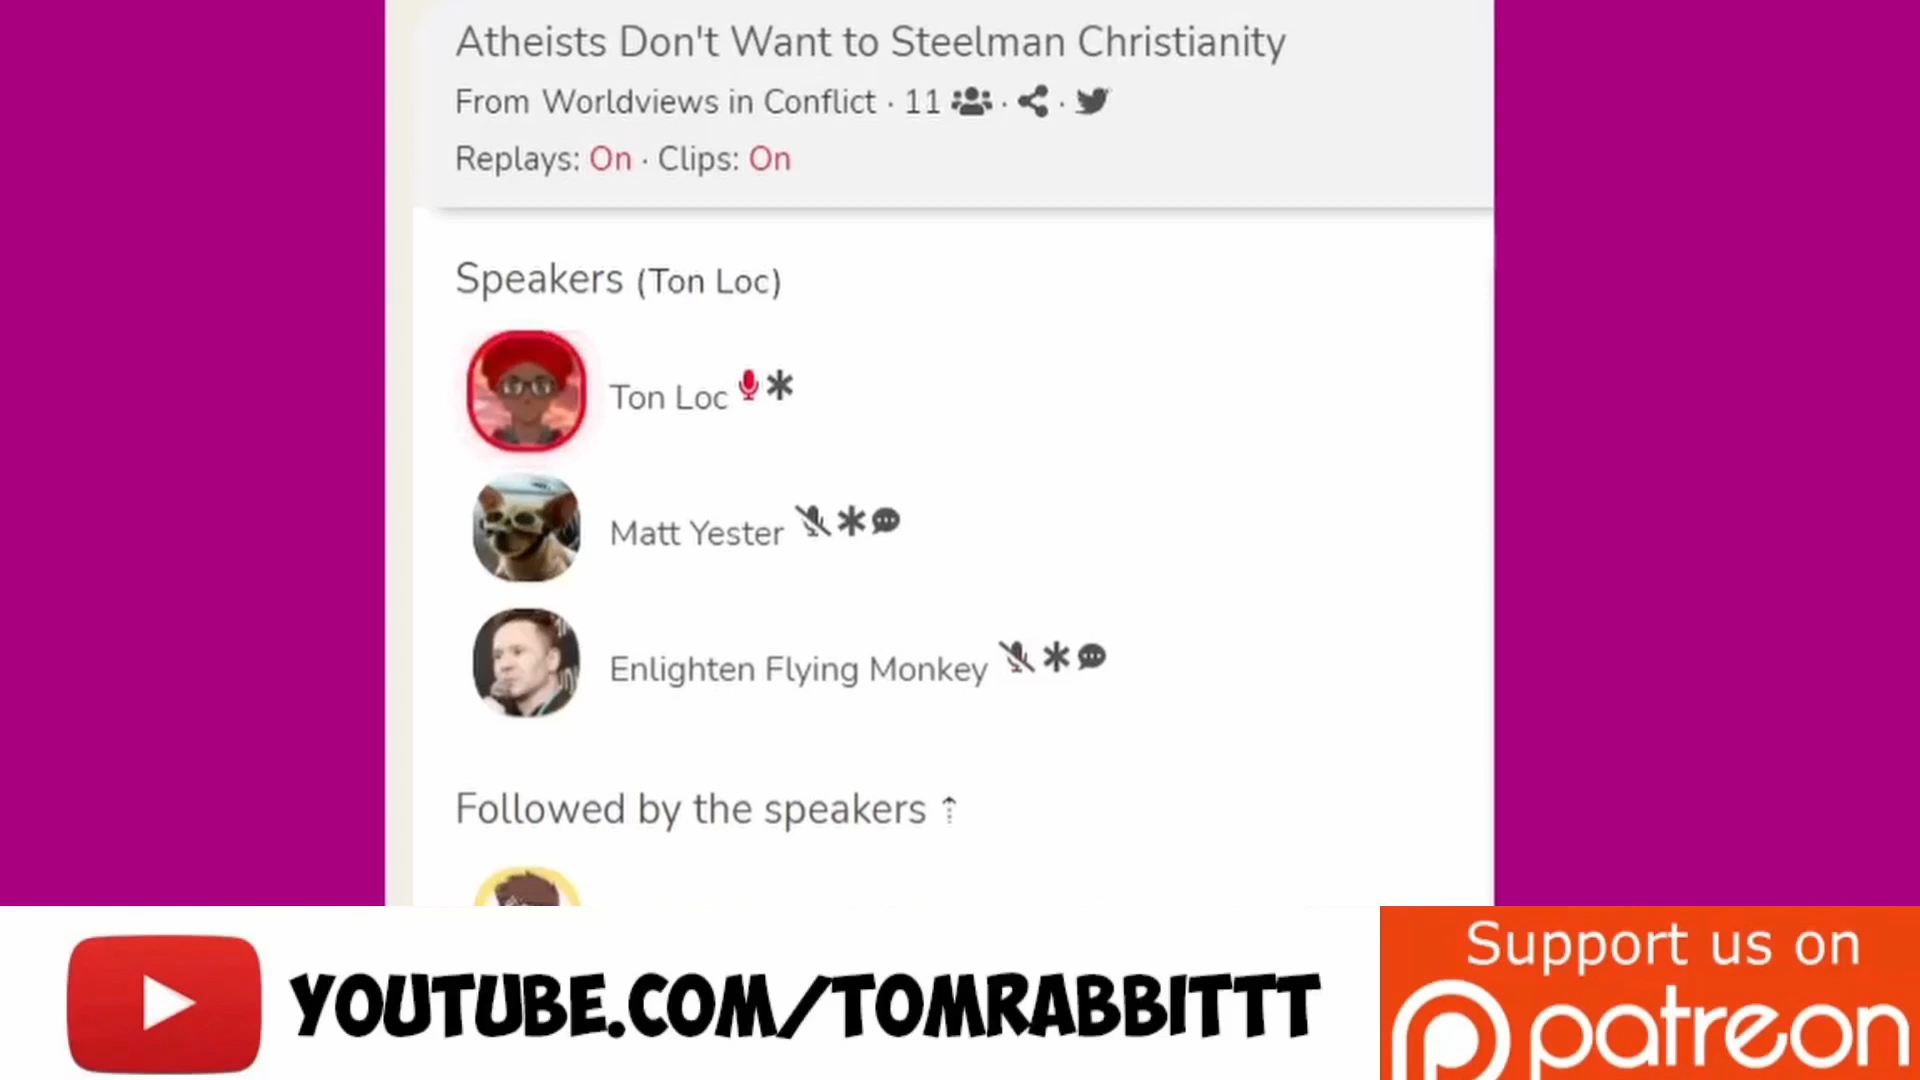 Atheists Don't Want to Steelman Christianity
From Worldviews in Conflict · 11
Replays: On · Clips: On
Speakers (Ton Loc)
Ton Loc
Matt Yester
Enlighten Flying Monkey
Followed by the speakers
YOUTUBE.COM/TOMRABBITTT
Support us on
patreon